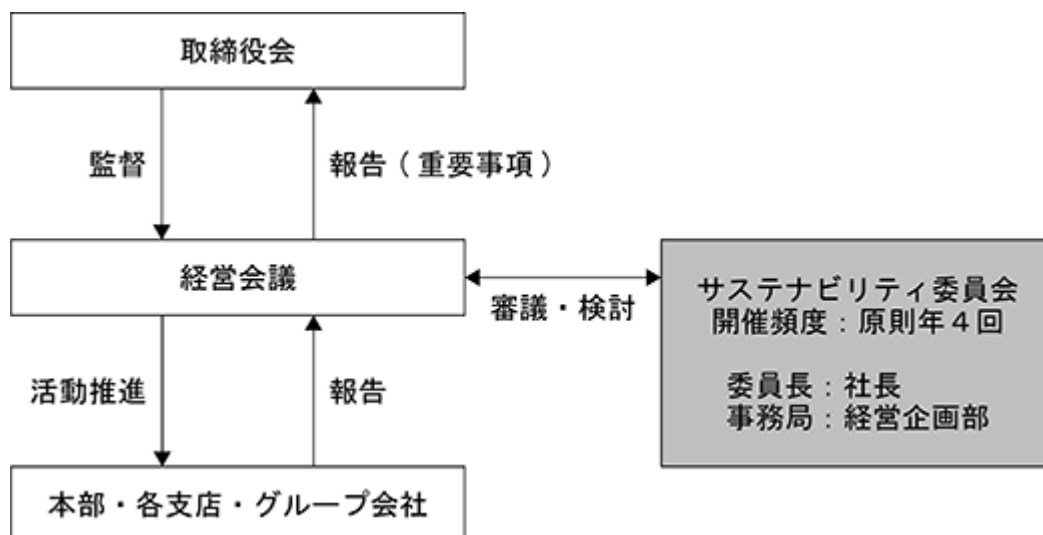 取締役会
監督
報告（重要事項）
経営会議
審議・検討
サステナビリティ委員会
開催頻度：原則年４回
委員長：社長
事務局：経営企画部
活動推進
報告
本部・各支店・グループ会社